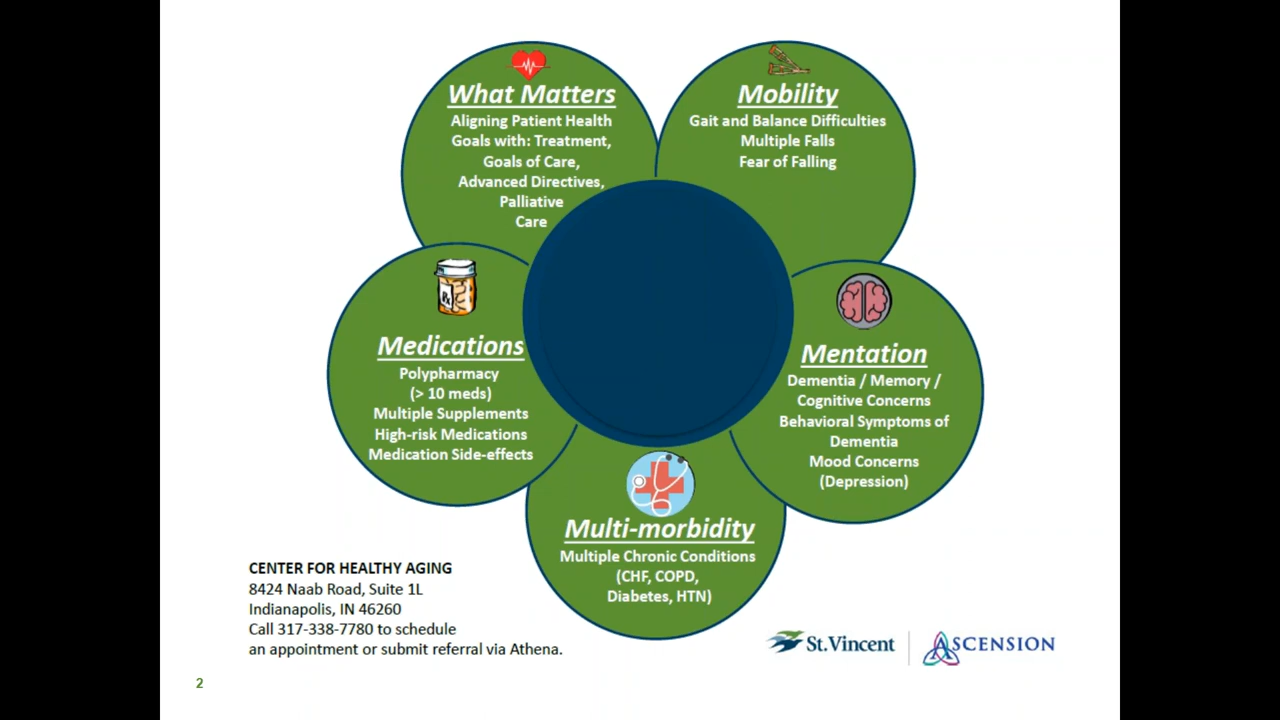 What Matters
Aligning Patient Health
Goals with: Treatment,
Goals of Care,
Advanced Directives,
Palliative
Care
Mobility
Gait and Balance Difficulties
Multiple Falls
Fear of Falling
Medications
Polypharmacy
(> 10 meds)
Multiple Supplements
High-risk Medications
Medication Side-effects
Rx
Mentation
Dementia / Memory /
Cognitive Concerns
Behavioral Symptoms of
Dementia
Mood Concerns
(Depression)
Multi-morbidity
Multiple Chronic Conditions
(CHF, COPD,
Diabetes, HTN)
CENTER FOR HEALTHY AGING
8424 Naab Road, Suite 1L
Indianapolis, IN 46260
Call 317-338-7780 to schedule
an appointment or submit referral via Athena.
St.Vincent
ASCENSION
2